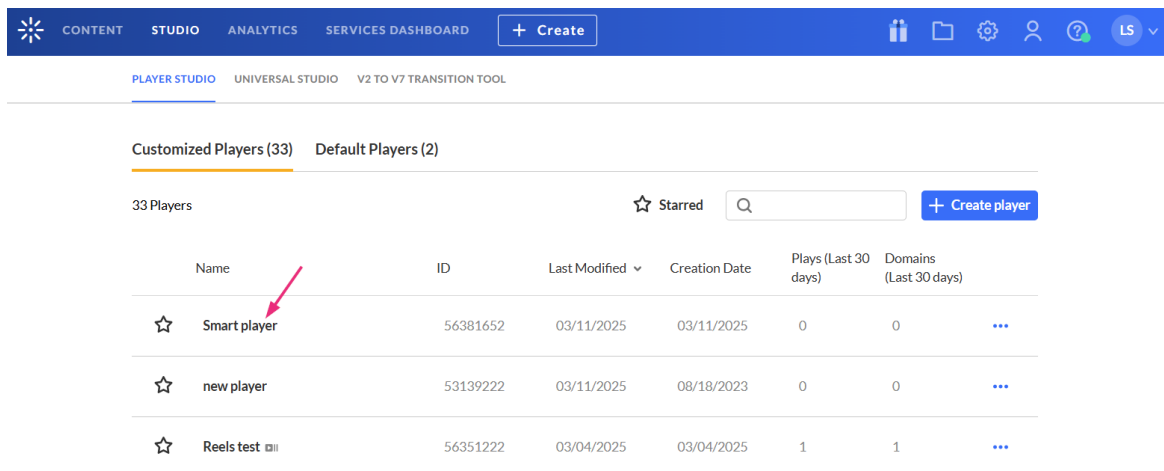 CONTENT STUDIO ANALYTICS SERVICES DASHBOARD + Create LS
PLAYER STUDIO UNIVERSAL STUDIO V2 TO V7 TRANSITION TOOL
Customized Players (33) Default Players (2)
33 Players Starred + Create player
Name ID Last Modified Creation Date Plays (Last 30 days) Domains (Last 30 days)
Smart player 56381652 03/11/2025 03/11/2025 0 0
new player 53139222 03/11/2025 08/18/2023 0 0
Reels test 56351222 03/04/2025 03/04/2025 1 1